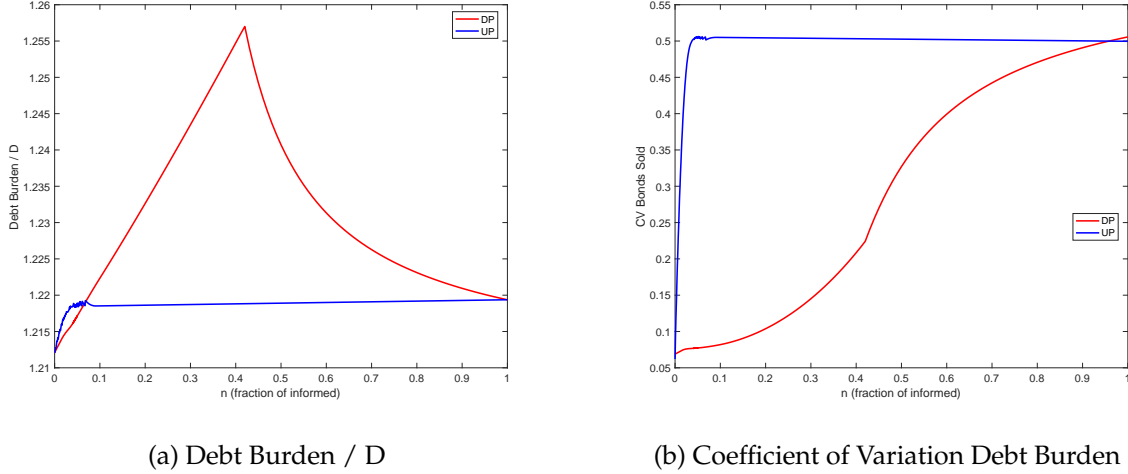 1.26
1.255
1.25
1.245
1.24
1.235
1.23
1.225
1.22
1.215
1.21
Debt Burden / D
DP
UP
0 0.1 0.2 0.3 0.4 0.5 0.6 0.7 0.8 0.9 1
n (fraction of informed)
(a) Debt Burden / D
0.55
0.5
0.45
0.4
0.35
0.3
0.25
0.2
0.15
0.1
0.05
CV Bonds Sold
DP
UP
0 0.1 0.2 0.3 0.4 0.5 0.6 0.7 0.8 0.9 1
n (fraction of informed)
(b) Coefficient of Variation Debt Burden